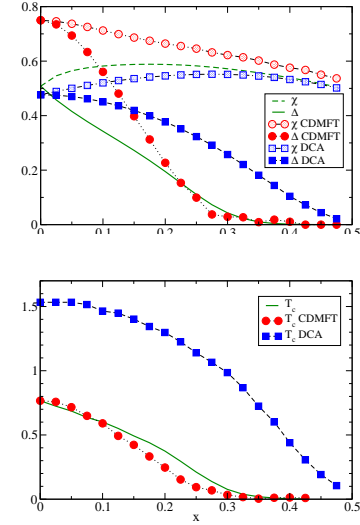 0.8
0.6
0.4
0.2
0
0 0.1 0.2 0.3 0.4 0.5
χ
Δ
χ CDMFT
Δ CDMFT
χ DCA
Δ DCA
1.5
1
0.5
0
0 0.1 0.2 0.3 0.4 0.5
x
T_c
T_c CDMFT
T_c DCA